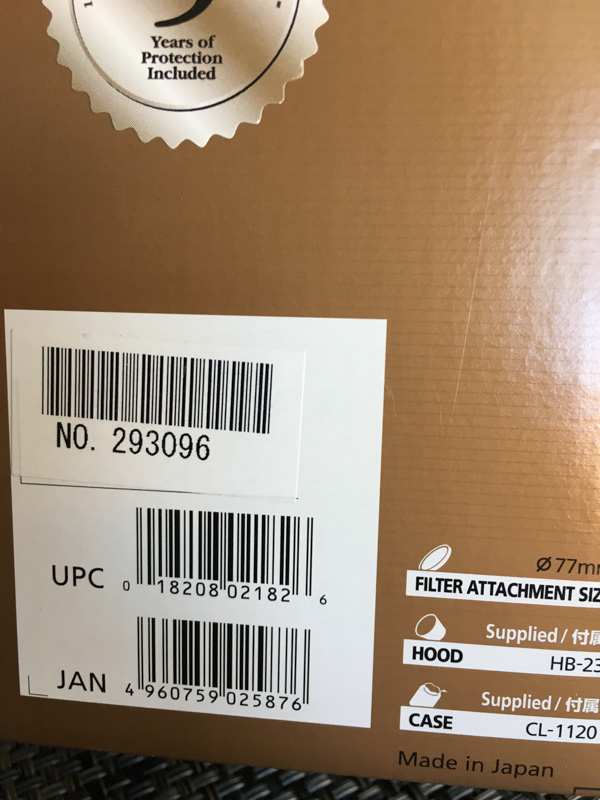 Years of
Protection
Included
NO. 293096
UPC 0 18208 02182 6
JAN 4 960759 025876
Ø77mm
FILTER ATTACHMENT SIZ
Supplied / 付属
HOOD HB-23
Supplied / 付属
CASE CL-1120
Made in Japan